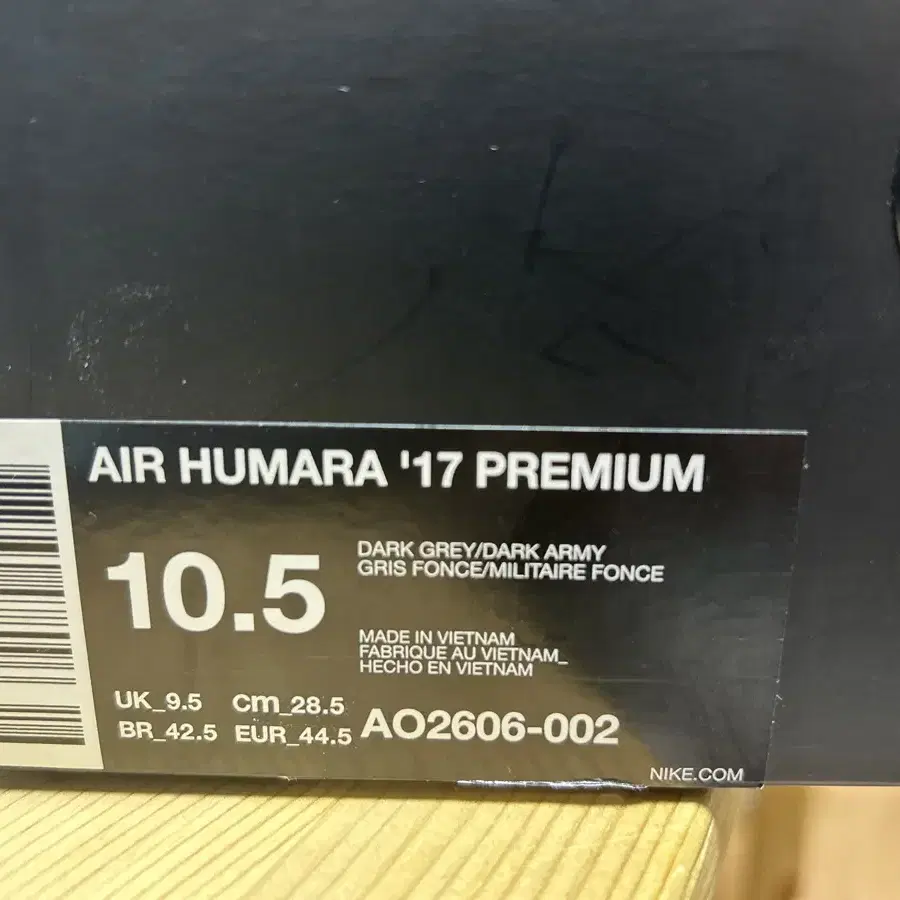 AIR HUMARA '17 PREMIUM
10.5
DARK GREY/DARK ARMY
GRIS FONCE/MILITAIRE FONCE
MADE IN VIETNAM
FABRIQUE AU VIETNAM_
HECHO EN VIETNAM
UK_9.5 cm_28.5
BR_42.5 EUR_44.5
AO2606-002
NIKE.COM